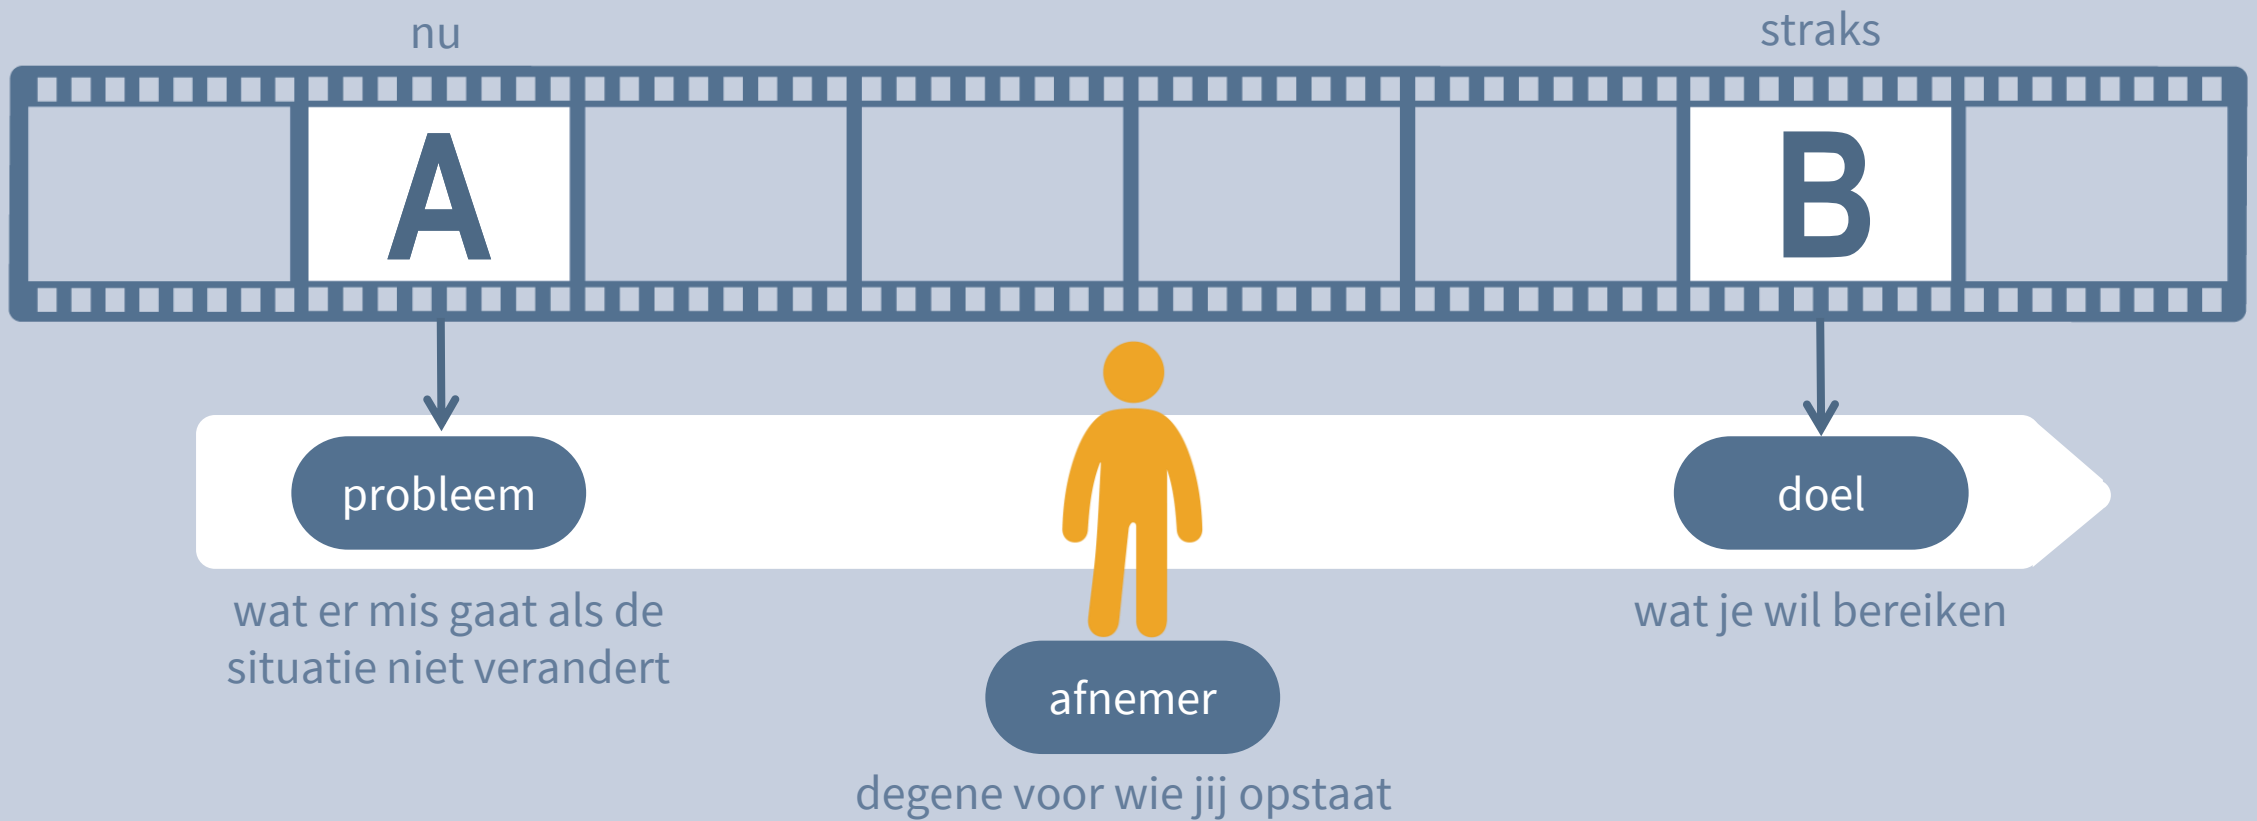 nu
straks
A
B
probleem
doel
wat er mis gaat als de
situatie niet verandert
wat je wil bereiken
afnemer
degene voor wie jij opstaat